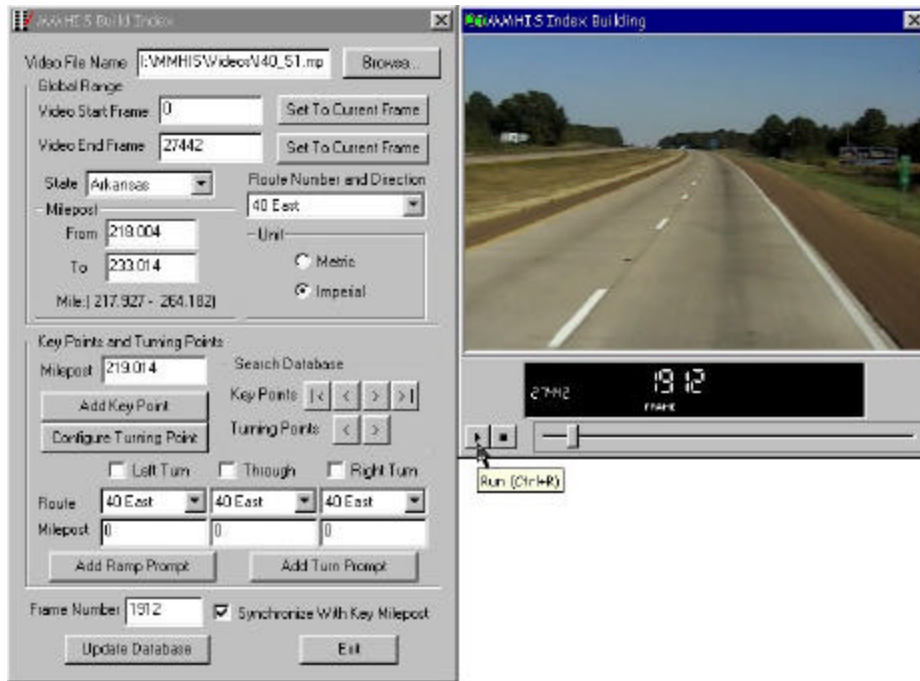 MMHIS Build Index
Video File Name I:\MMHIS\Videos\I40_S1.mp Browse...
Global Range
Video Start Frame 0 Set To Current Frame
Video End Frame 27442 Set To Current Frame
State Arkansas
Route Number and Direction
40 East
Milepost
From 218.004
To 233.014
Mile:( 217.927 - 264.182)
Unit
Metric
Imperial
Key Points and Turning Points
Milepost 219.014
Add Key Point
Configure Turning Point
Search Database
Key Points |< < > >|
Turning Points < >
Left Turn Through Right Turn
Route 40 East 40 East 40 East
Milepost 0 0 0
Add Ramp Prompt Add Turn Prompt
Frame Number 1912 Synchronize With Key Milepost
Update Database Exit
MMHIS Index Building
27442 1912
FRAME
Run (Ctrl+R)